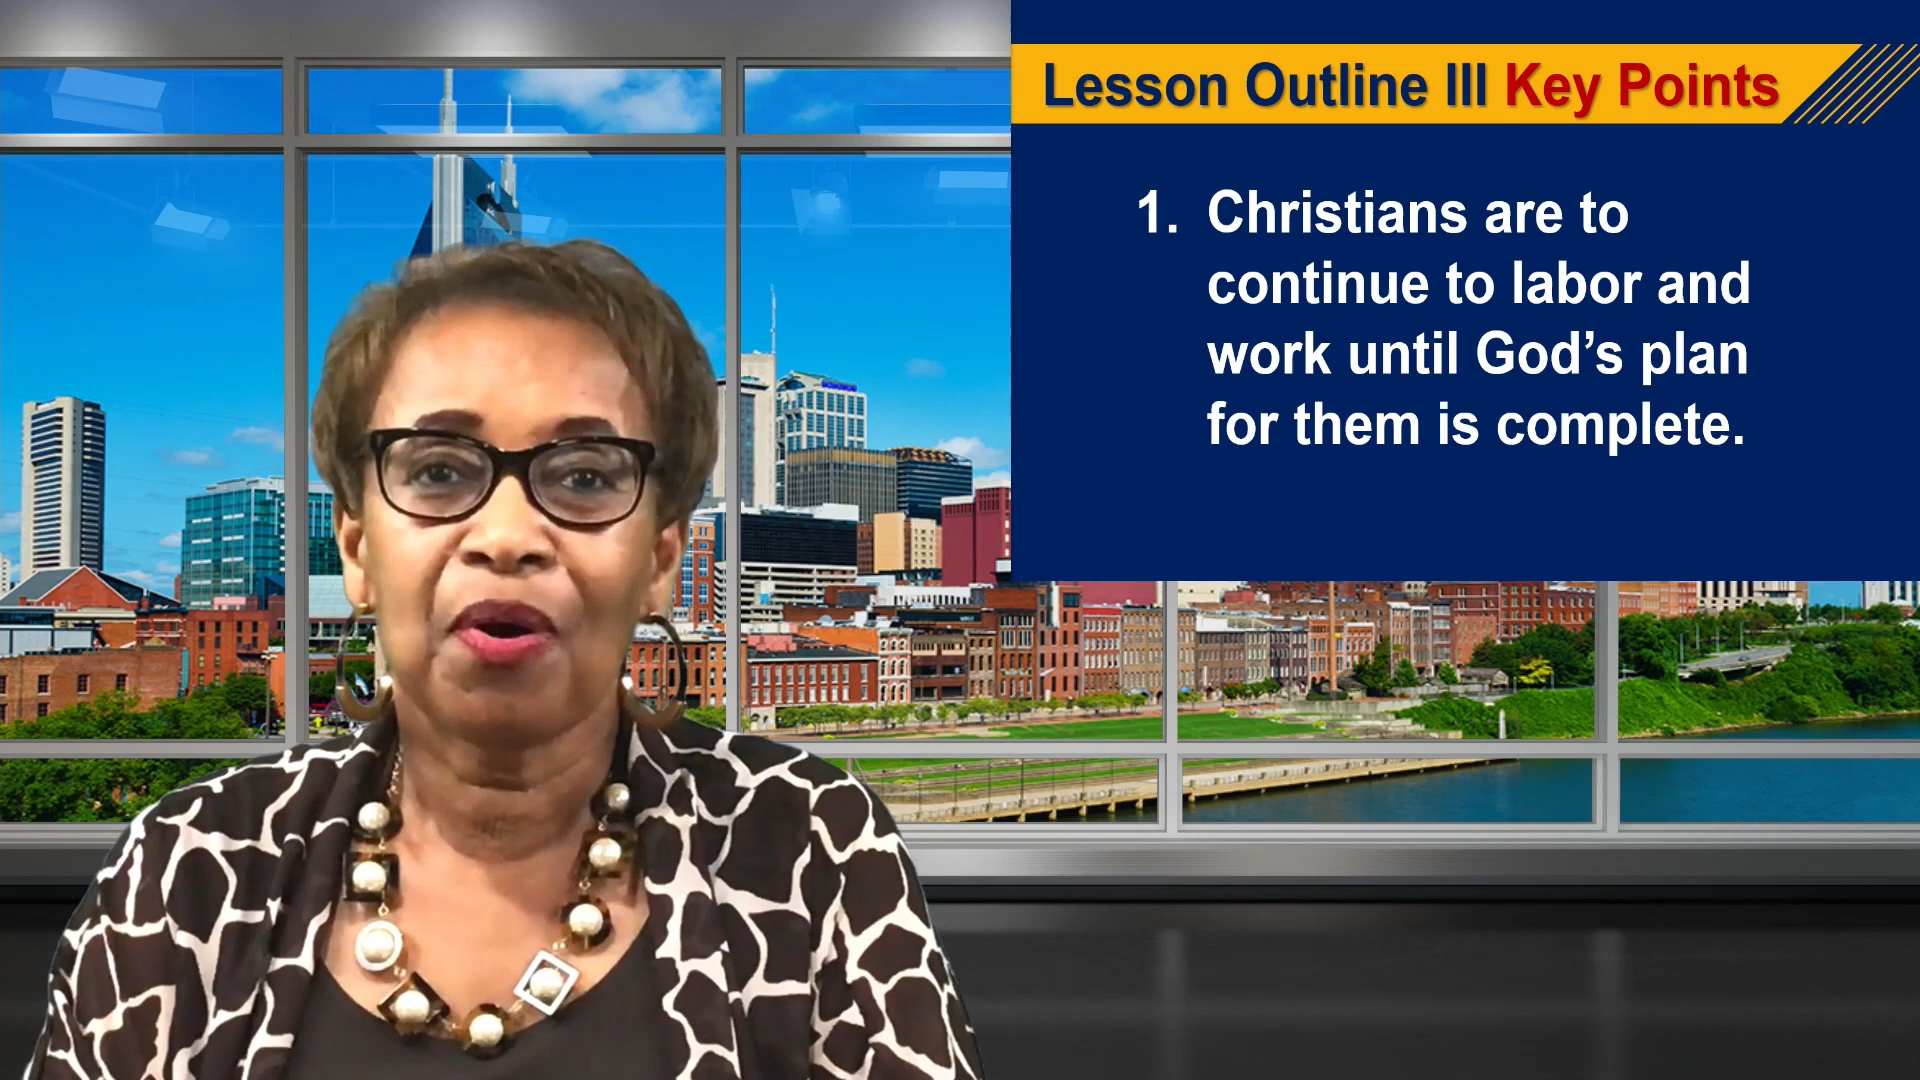 Lesson Outline III Key Points
1. Christians are to
continue to labor and
work until God’s plan
for them is complete.